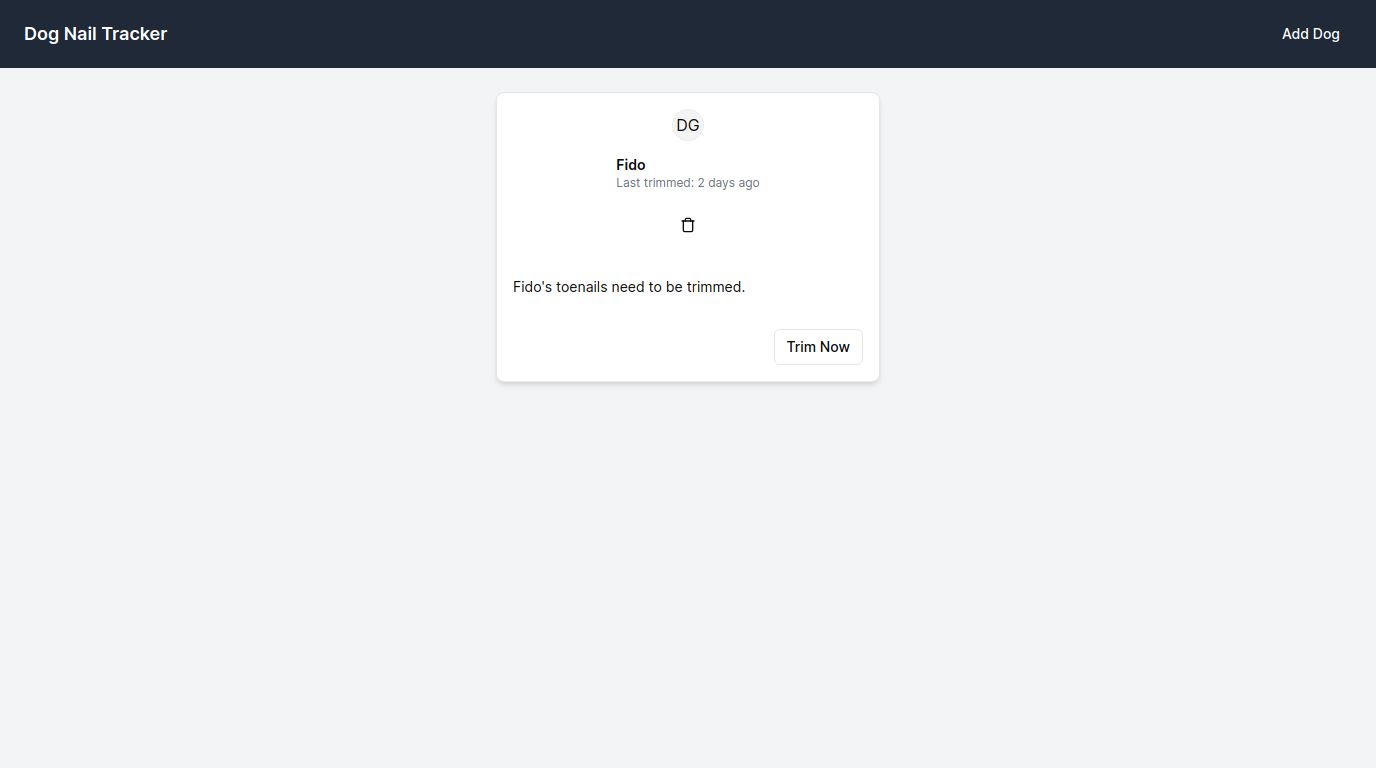 Dog Nail Tracker
Add Dog
DG
Fido
Last trimmed: 2 days ago
Fido's toenails need to be trimmed.
Trim Now